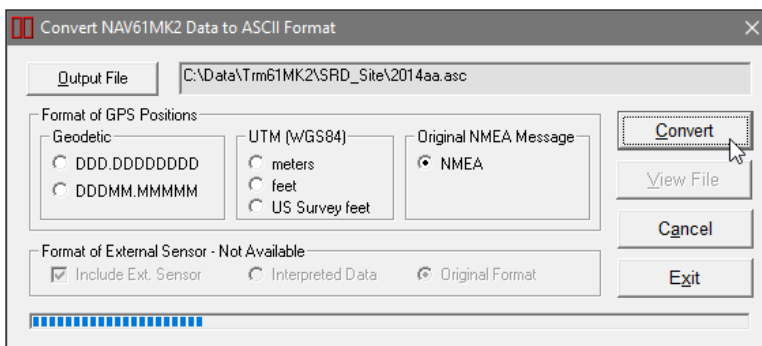 Convert NAV61MK2 Data to ASCII Format
Output File
C:\Data\Trm61MK2\SRD_Site\2014aa.asc
Format of GPS Positions
Geodetic
DDD.DDDDDDDD
DDDMM.MMMMM
UTM (WGS84)
meters
feet
US Survey feet
Original NMEA Message
NMEA
Convert
View File
Cancel
Exit
Format of External Sensor - Not Available
Include Ext. Sensor
Interpreted Data
Original Format